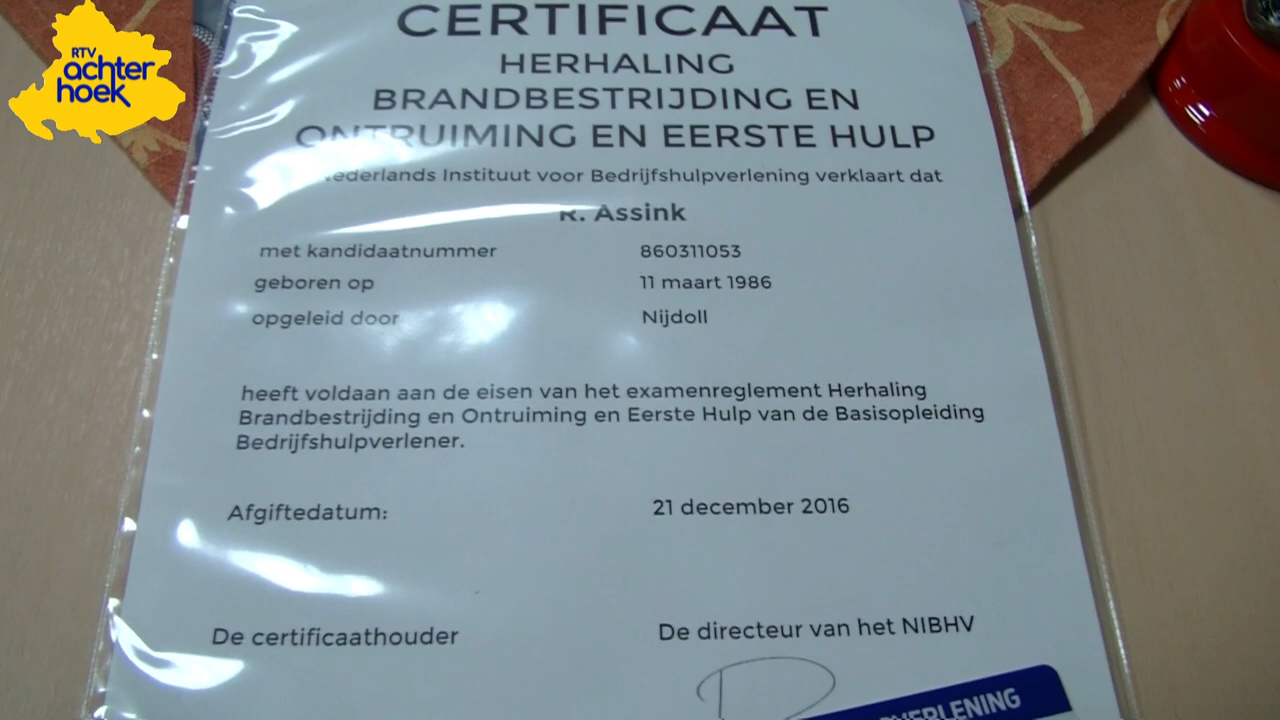 RTV
achter
hoek
CERTIFICAAT
HERHALING
BRANDBESTRIJDING EN
ONTRUIMING EN EERSTE HULP
Nederlands Instituut voor Bedrijfshulpverlening verklaart dat
R. Assink
met kandidaatnummer 860311053
geboren op 11 maart 1986
opgeleid door Nijdoll
heeft voldaan aan de eisen van het examenreglement Herhaling
Brandbestrijding en Ontruiming en Eerste Hulp van de Basisopleiding
Bedrijfshulpverlener.
Afgiftedatum: 21 december 2016
De certificaathouder De directeur van het NIBHV